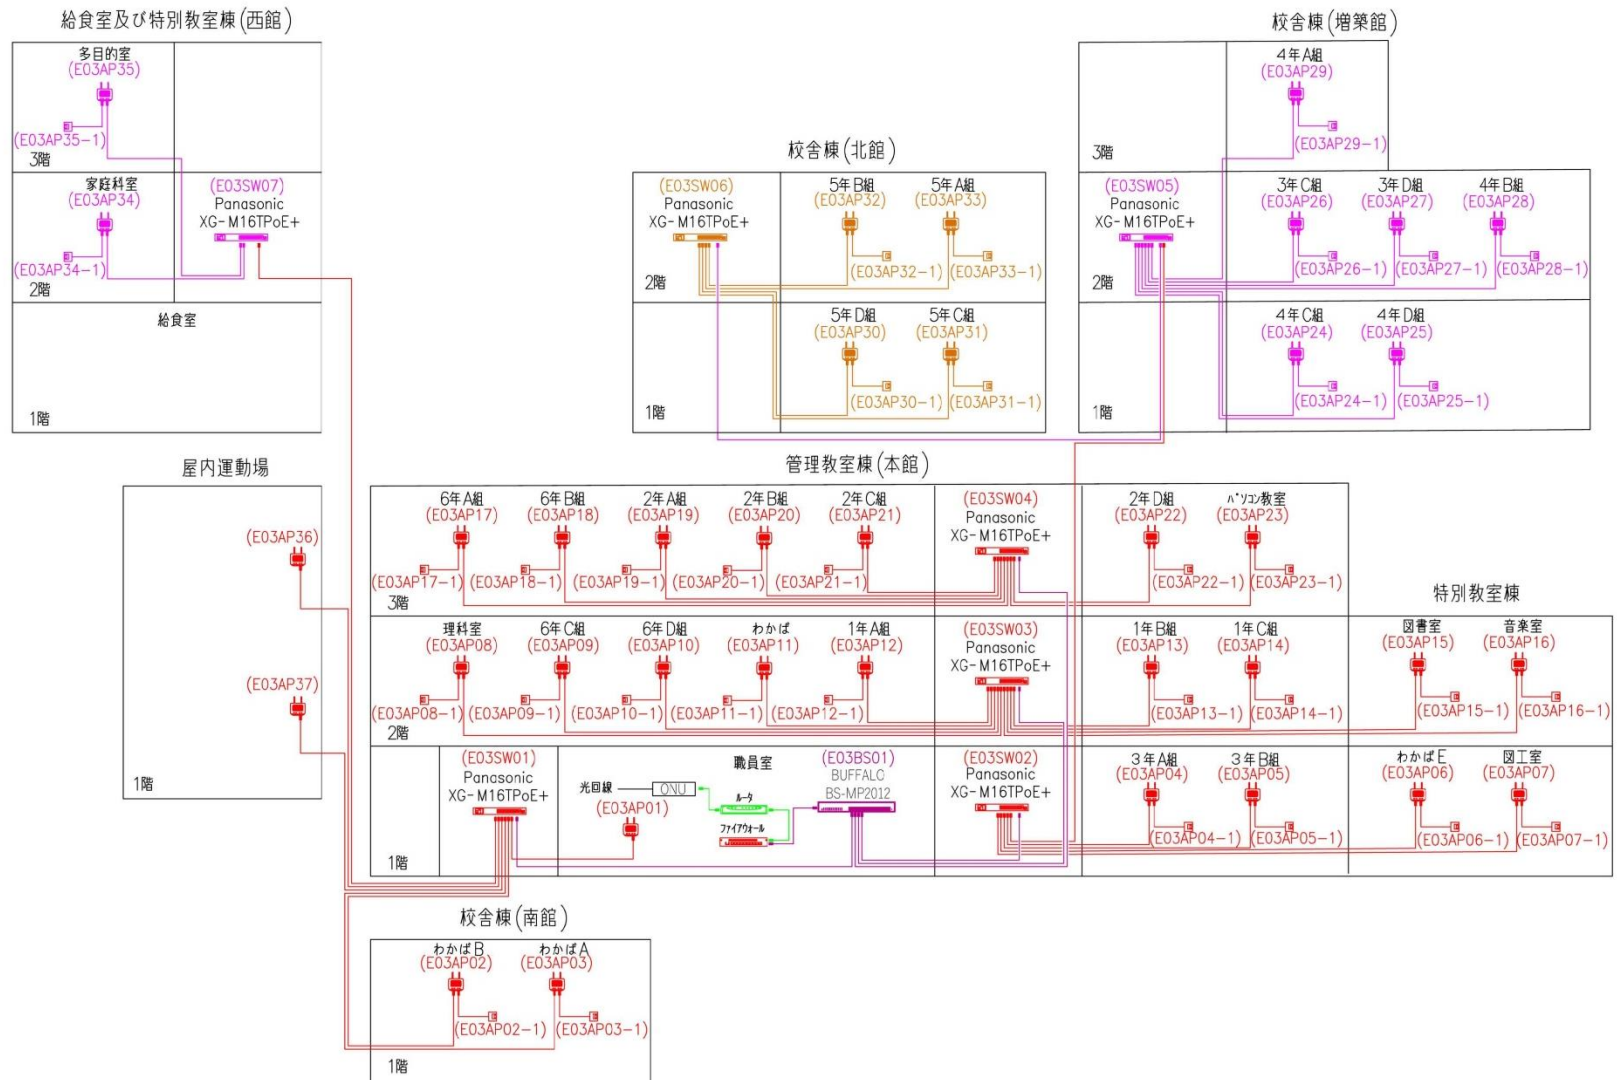 給食室及び特別教室棟(西館)
多目的室
(E03AP35)
(E03AP35-1)
3階
家庭科室
(E03AP34)
(E03AP34-1)
2階
(E03SW07)
Panasonic
XG-M16TPoE+
給食室
1階
校舎棟(北館)
(E03SW06)
Panasonic
XG-M16TPoE+
2階
5年B組
(E03AP32)
(E03AP32-1)
5年A組
(E03AP33)
(E03AP33-1)
5年D組
(E03AP30)
(E03AP30-1)
5年C組
(E03AP31)
(E03AP31-1)
1階
校舎棟(増築館)
4年A組
(E03AP29)
(E03AP29-1)
3階
(E03SW05)
Panasonic
XG-M16TPoE+
2階
3年C組
(E03AP26)
(E03AP26-1)
3年D組
(E03AP27)
(E03AP27-1)
4年B組
(E03AP28)
(E03AP28-1)
4年C組
(E03AP24)
(E03AP24-1)
4年D組
(E03AP25)
(E03AP25-1)
1階
屋内運動場
(E03AP36)
(E03AP37)
1階
管理教室棟(本館)
6年A組
(E03AP17)
(E03AP17-1)
6年B組
(E03AP18)
(E03AP18-1)
2年A組
(E03AP19)
(E03AP19-1)
2年B組
(E03AP20)
(E03AP20-1)
2年C組
(E03AP21)
(E03AP21-1)
(E03SW04)
Panasonic
XG-M16TPoE+
2年D組
(E03AP22)
(E03AP22-1)
パソコン教室
(E03AP23)
(E03AP23-1)
3階
理科室
(E03AP08)
(E03AP08-1)
6年C組
(E03AP09)
(E03AP09-1)
6年D組
(E03AP10)
(E03AP10-1)
わかば
(E03AP11)
(E03AP11-1)
1年A組
(E03AP12)
(E03AP12-1)
(E03SW03)
Panasonic
XG-M16TPoE+
1年B組
(E03AP13)
(E03AP13-1)
1年C組
(E03AP14)
(E03AP14-1)
2階
特別教室棟
図書室
(E03AP15)
(E03AP15-1)
音楽室
(E03AP16)
(E03AP16-1)
(E03SW01)
Panasonic
XG-M16TPoE+
1階
職員室
光回線
ONU
(E03AP01)
ルータ
ファイアウォール
(E03BS01)
BUFFALO
BS-MP2012
(E03SW02)
Panasonic
XG-M16TPoE+
3年A組
(E03AP04)
(E03AP04-1)
3年B組
(E03AP05)
(E03AP05-1)
わかばE
(E03AP06)
(E03AP06-1)
図工室
(E03AP07)
(E03AP07-1)
校舎棟(南館)
わかばB
(E03AP02)
(E03AP02-1)
わかばA
(E03AP03)
(E03AP03-1)
1階